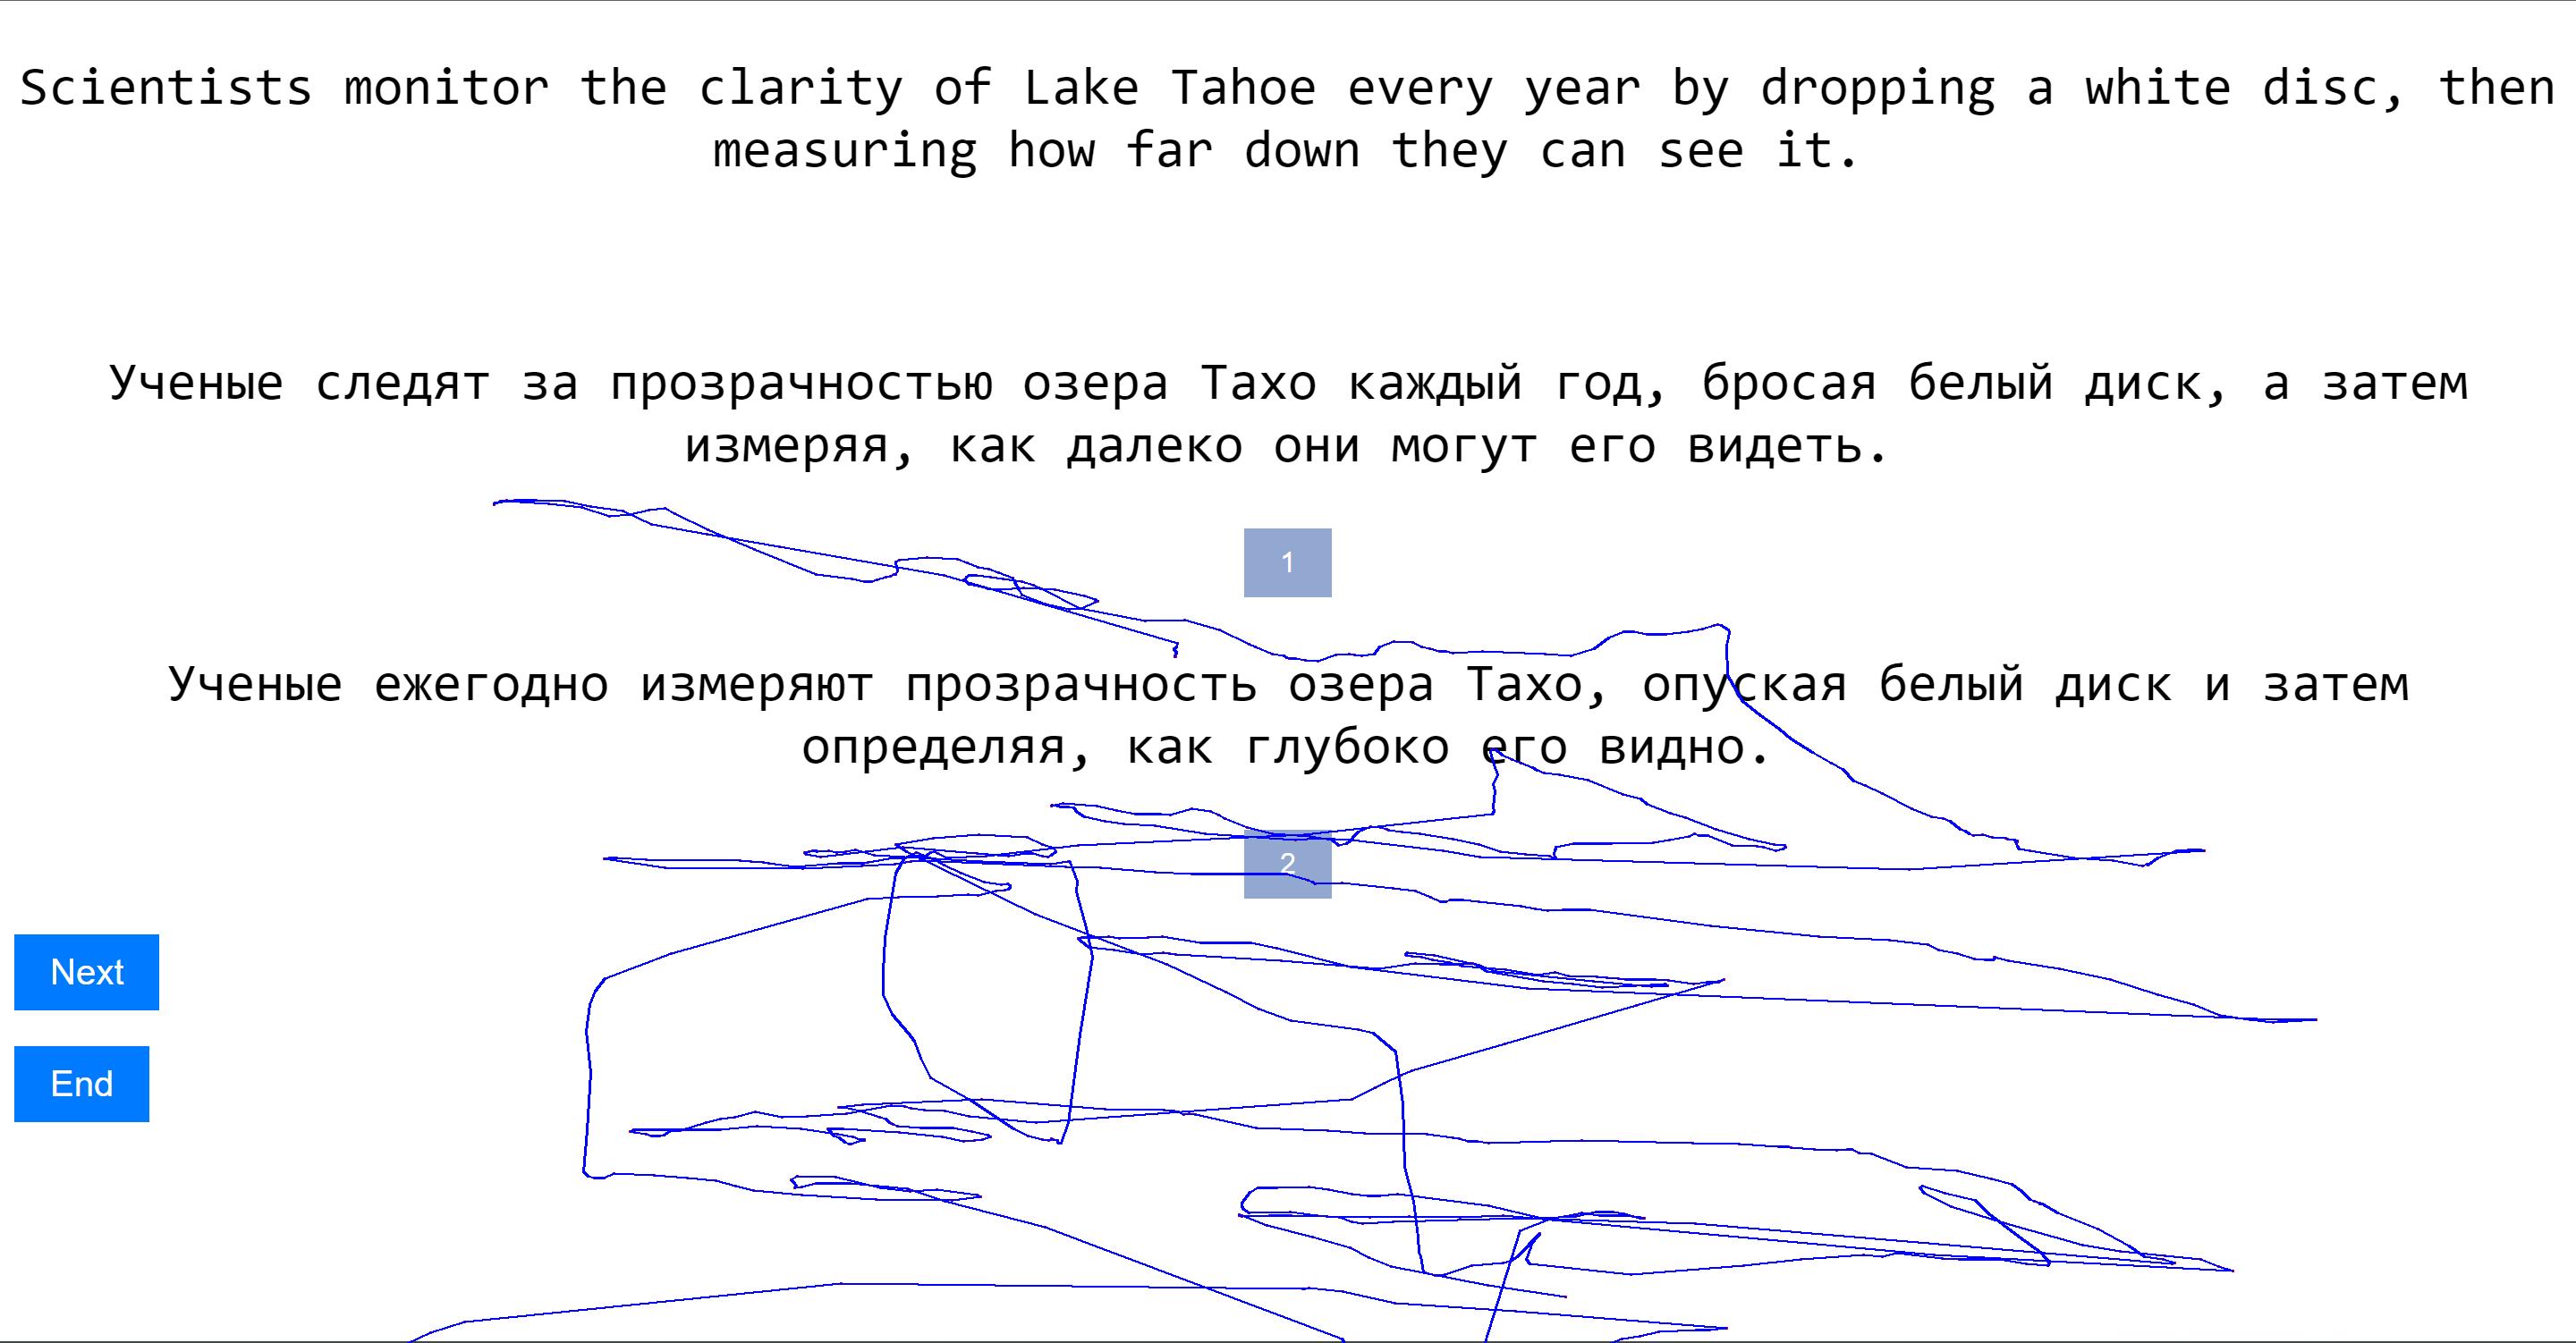 Scientists monitor the clarity of Lake Tahoe every year by dropping a white disc, then
measuring how far down they can see it.
Ученые следят за прозрачностью озера Тахо каждый год, бросая белый диск, а затем
измеряя, как далеко они могут его видеть.
1
Ученые ежегодно измеряют прозрачность озера Тахо, опуская белый диск и затем
определяя, как глубоко его видно.
2
Next
End